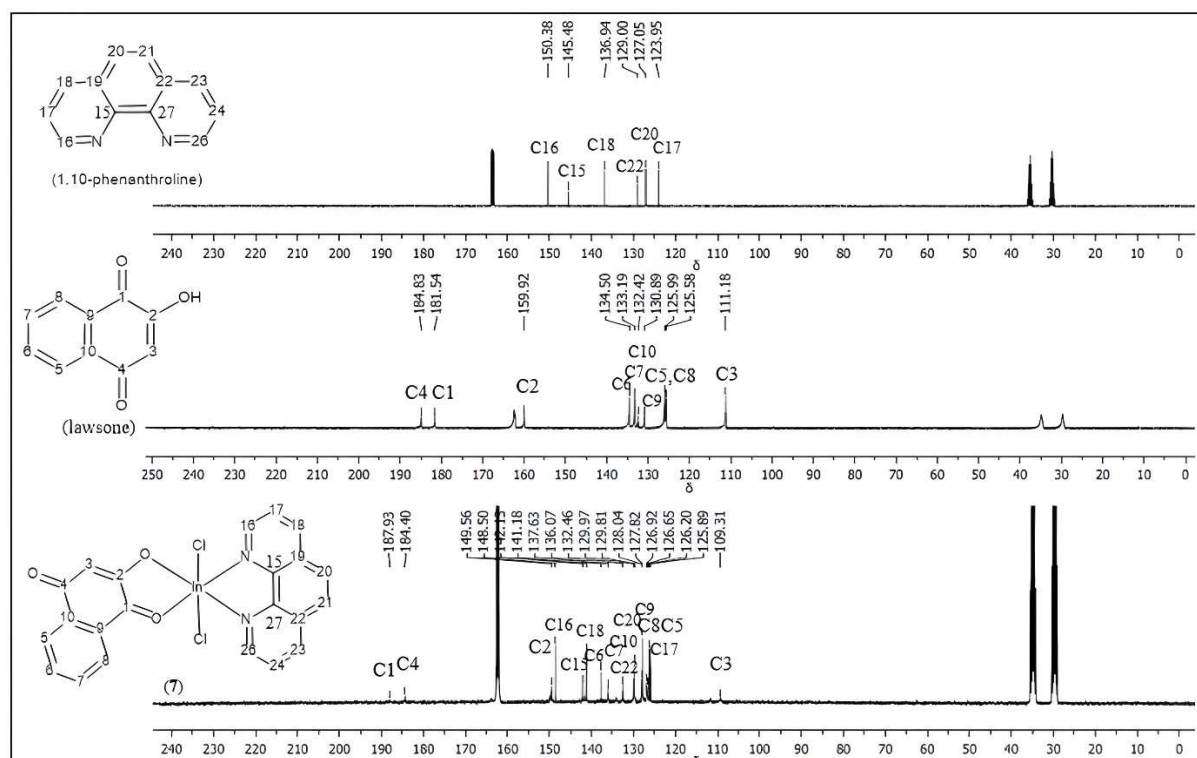 150.38 145.48 136.94 129.00 127.05 123.95
20 21
18 19 22 23
17 15 27 24
16 N N 26
(1.10-phenanthroline)
C16 C15 C18 C22 C20 C17
240 230 220 210 200 190 180 170 160 150 140 130 120 110 100 90 80 70 60 50 40 30 20 10 0
δ
184.83 181.54 159.92 134.50 133.19 132.42 130.89 125.99 125.58 111.18
O
8 1 OH
7 9 2
6 10 3
5 4
O
(lawsone)
C4 C1 C2 C6 C7 C10 C9 C5,C8 C3
250 240 230 220 210 200 190 180 170 160 150 140 130 120 110 100 90 80 70 60 50 40 30 20 10 0
δ
187.93 184.40 149.56 148.50 141.18 137.63 136.07 132.46 129.97 129.81 128.04 127.82 126.92 126.65 126.20 125.89 109.31
17
16 18
Cl
O N 19
O 3 2 15 20
4 In
10 1 O N 27 22 21
9 Cl
5 8 26 24 23
6 7
(7)
C1 C4 C2 C16 C15 C18 C6 C7 C22 C10 C20 C9 C8 C5 C17 C3
240 230 220 210 200 190 180 170 160 150 140 130 120 110 100 90 80 70 60 50 40 30 20 10 0